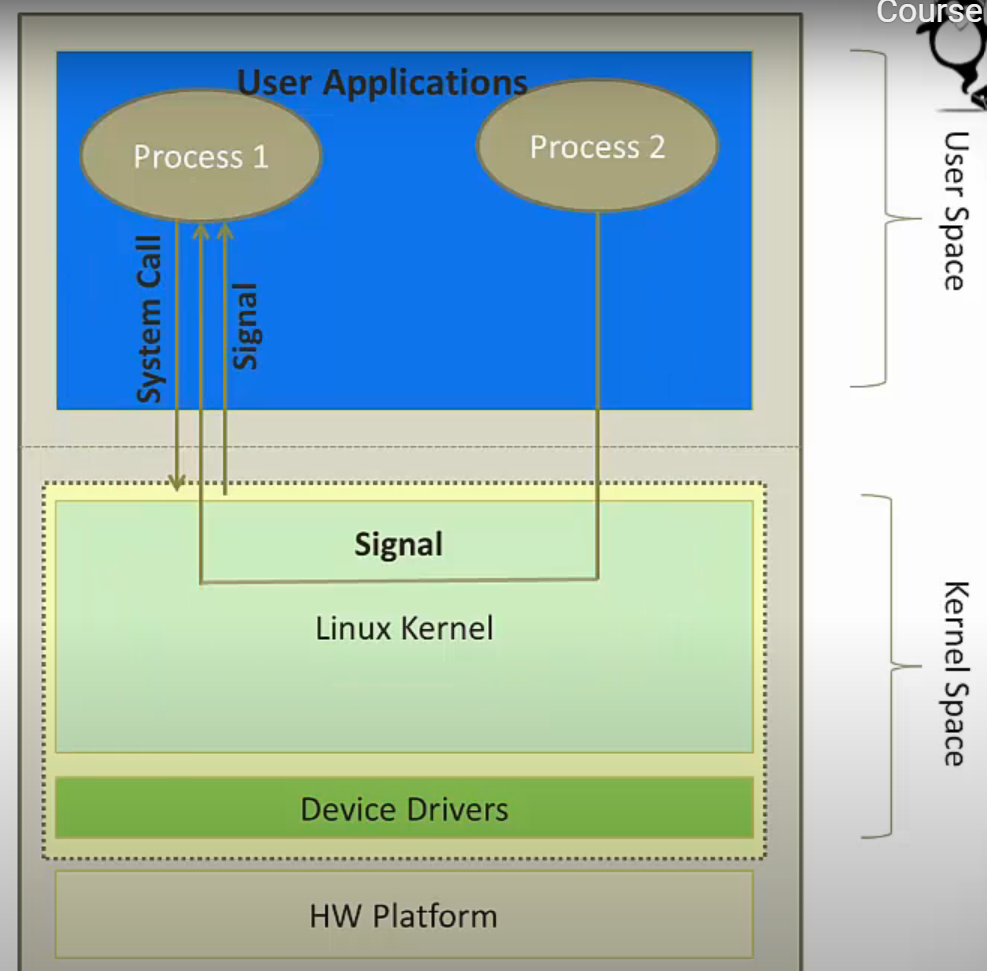 Course
User Applications
Process 1
Process 2
System Call
Signal
User Space
Signal
Linux Kernel
Kernel Space
Device Drivers
HW Platform